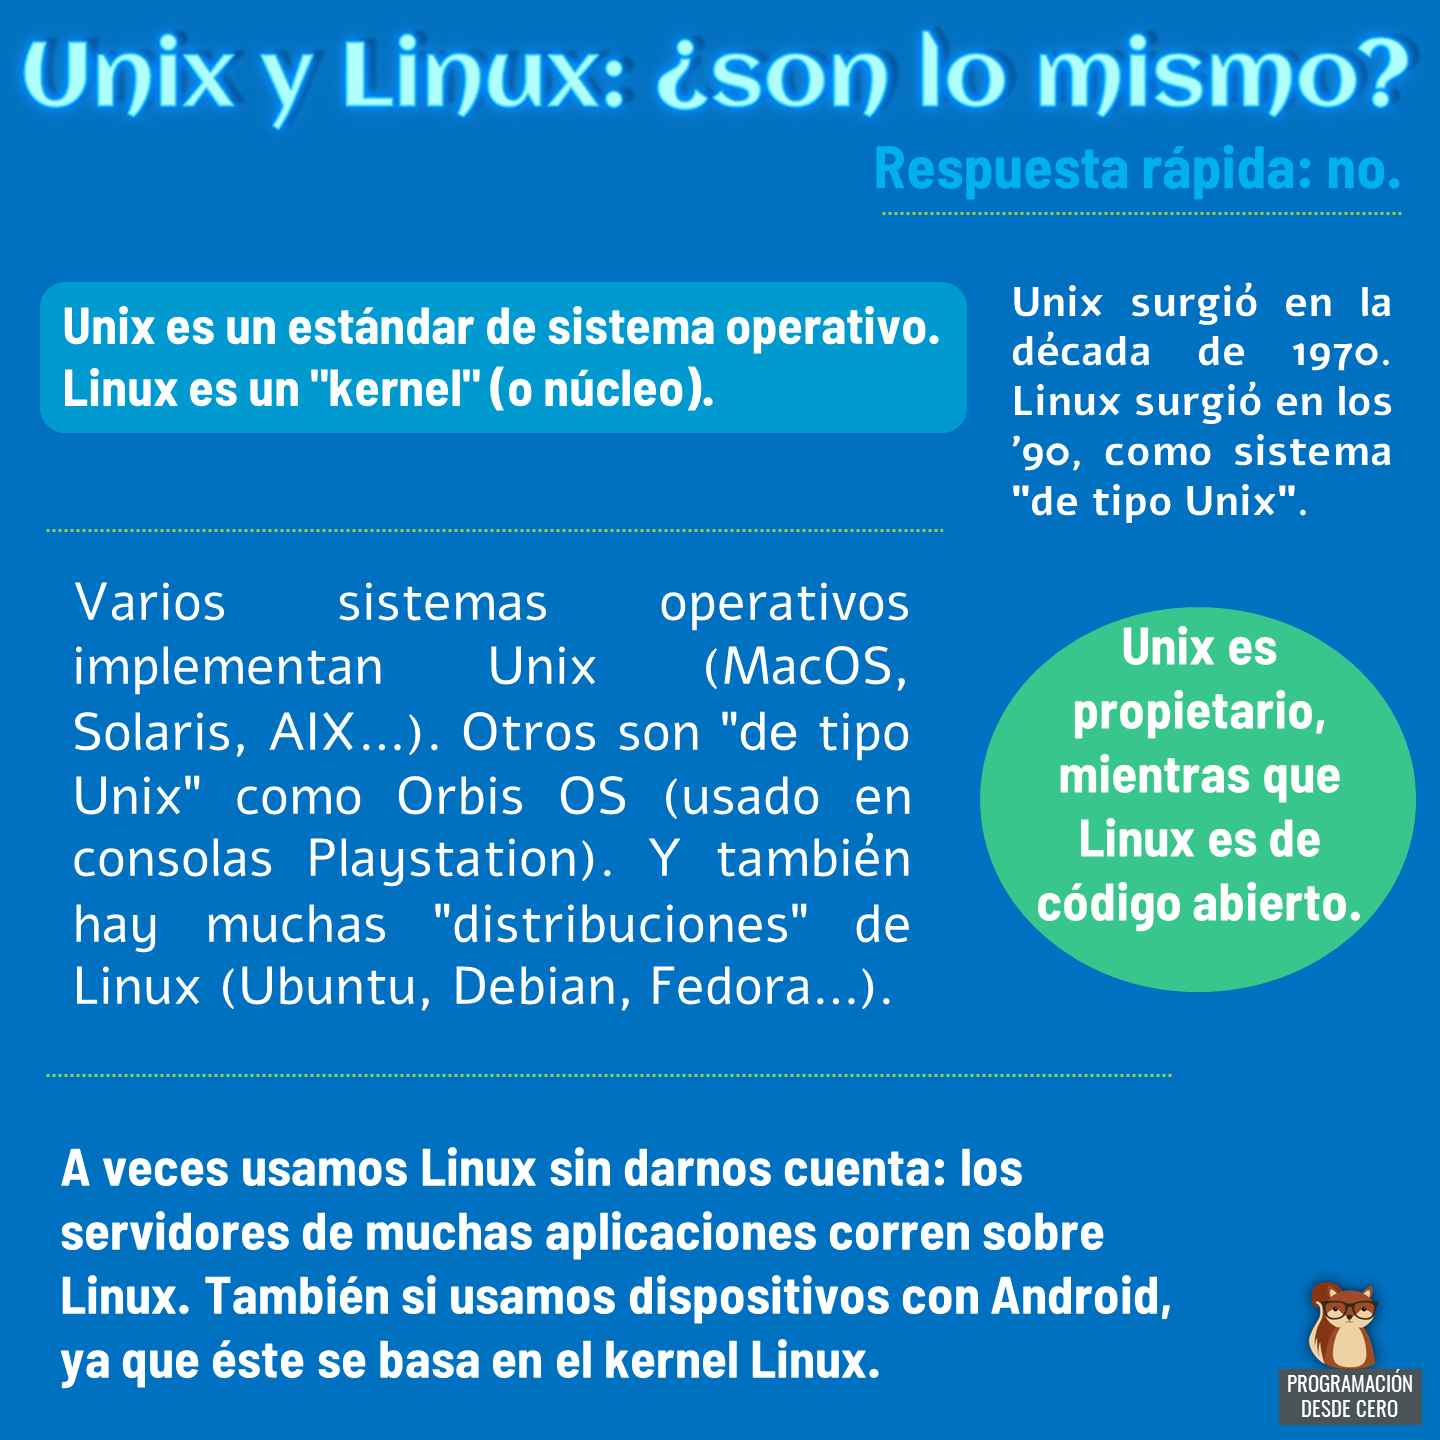 Unix y Linux: ¿son lo mismo?
Respuesta rápida: no.
Unix es un estándar de sistema operativo.
Linux es un "kernel" (o núcleo).
Unix surgió en la
década de 1970.
Linux surgió en los
'90, como sistema
"de tipo Unix".
Varios sistemas operativos
implementan Unix (MacOS,
Solaris, AIX...). Otros son "de tipo
Unix" como Orbis OS (usado en
consolas Playstation). Y también
hay muchas "distribuciones" de
Linux (Ubuntu, Debian, Fedora...).
Unix es
propietario,
mientras que
Linux es de
código abierto.
A veces usamos Linux sin darnos cuenta: los
servidores de muchas aplicaciones corren sobre
Linux. También si usamos dispositivos con Android,
ya que éste se basa en el kernel Linux.
PROGRAMACIÓN
DESDE CERO